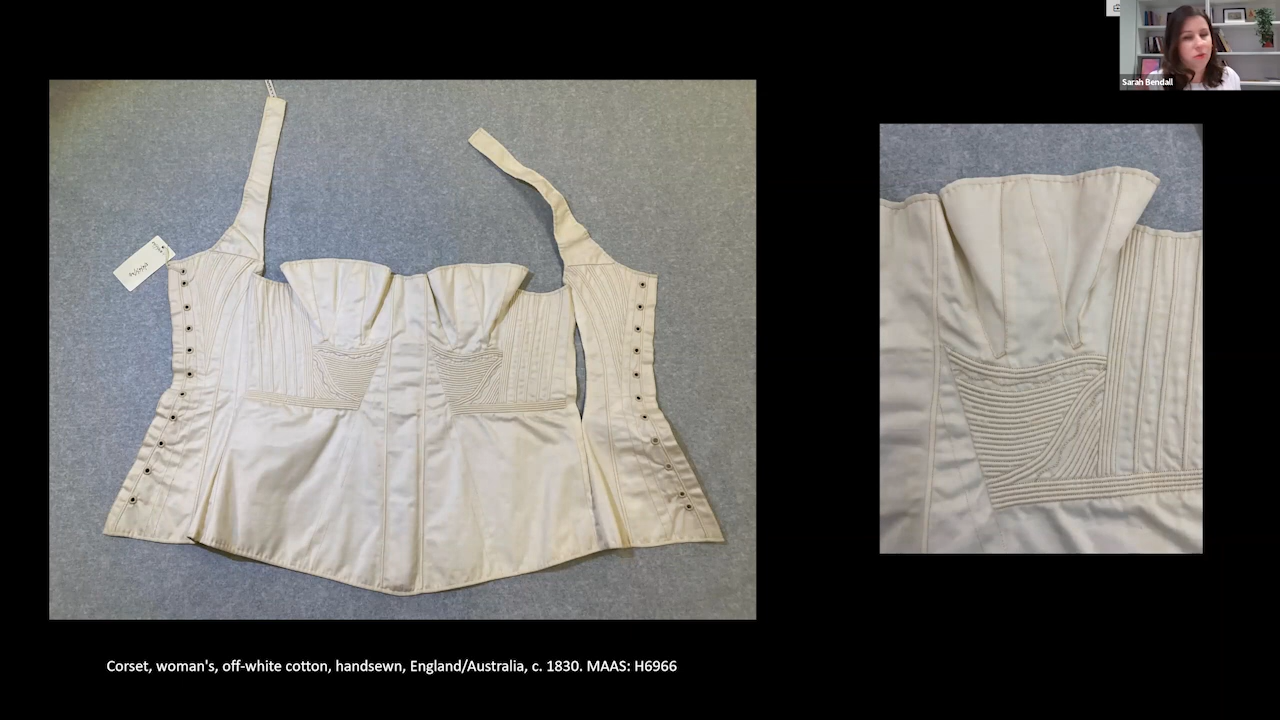 Sarah Bendall
Corset, woman's, off-white cotton, handsewn, England/Australia, c. 1830. MAAS: H6966